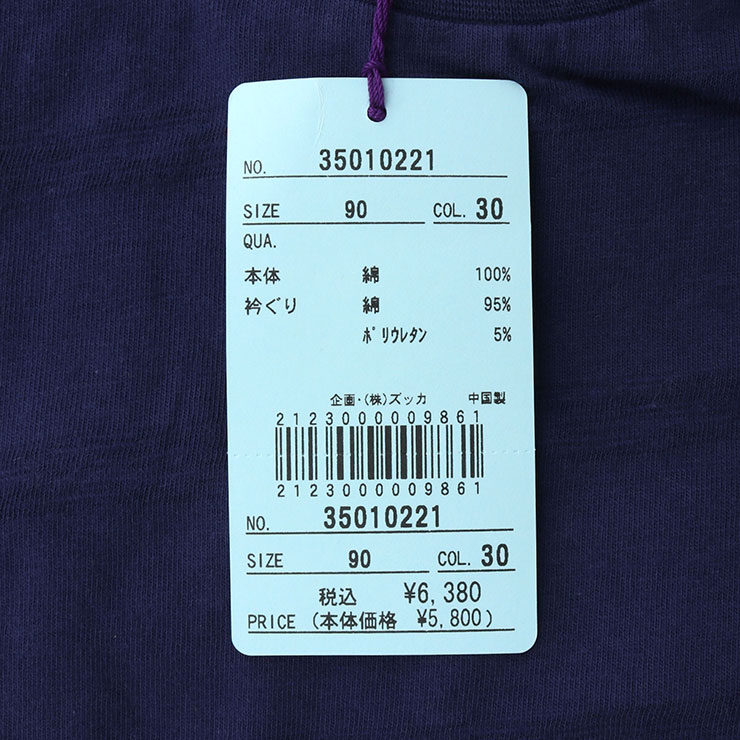 NO. 35010221
SIZE 90 COL. 30
QUA.
本体 綿 100%
衿ぐり 綿 95%
ﾎﾟﾘｳﾚﾀﾝ 5%
企画・(株)ズッカ 中国製
2123000009861
2123000009861
NO. 35010221
SIZE 90 COL. 30
税込 ¥6,380
PRICE (本体価格 ¥5,800)